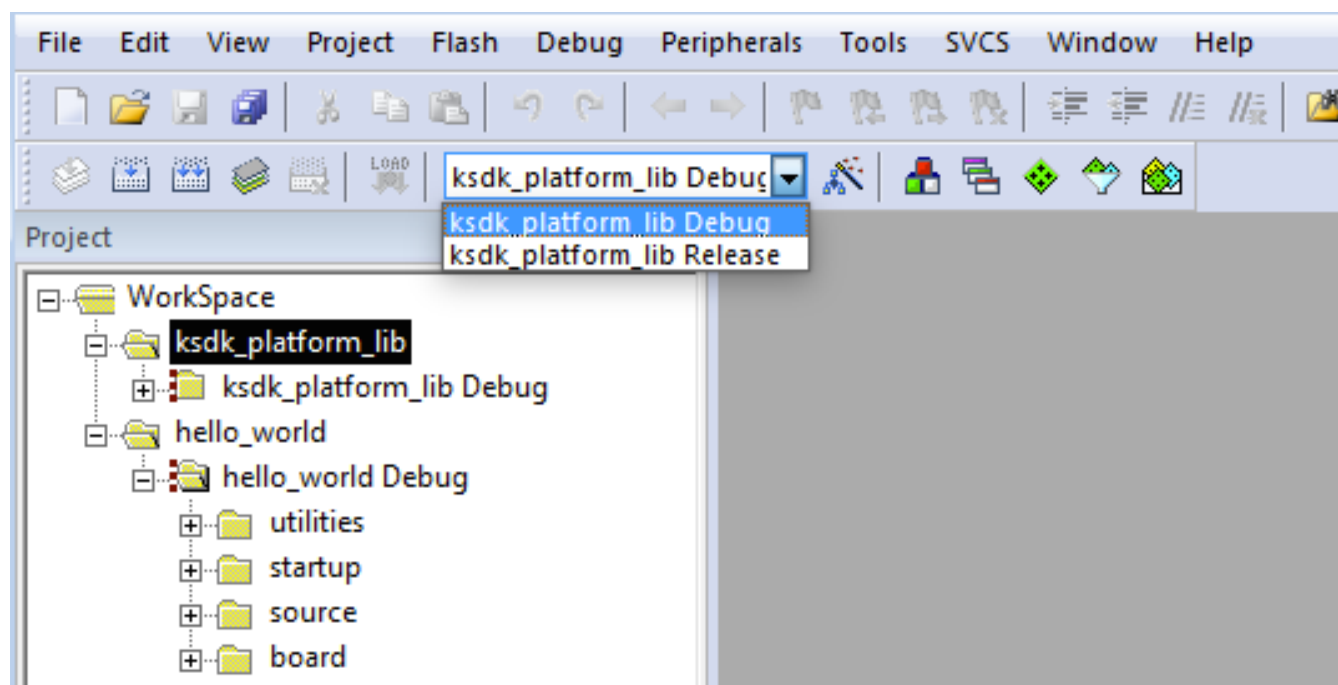 File Edit View Project Flash Debug Peripherals Tools SVCS Window Help
LOAD
ksdk_platform_lib Debug
ksdk_platform_lib Debug
ksdk_platform_lib Release
Project
WorkSpace
ksdk_platform_lib
ksdk_platform_lib Debug
hello_world
hello_world Debug
utilities
startup
source
board